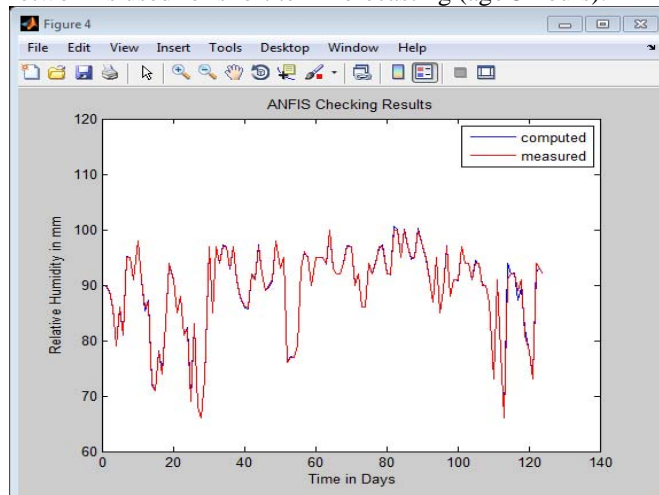 Figure 4
File Edit View Insert Tools Desktop Window Help
ANFIS Checking Results
120
110
100
90
80
70
60
Relative Humidity in mm
computed
measured
0 20 40 60 80 100 120 140
Time in Days